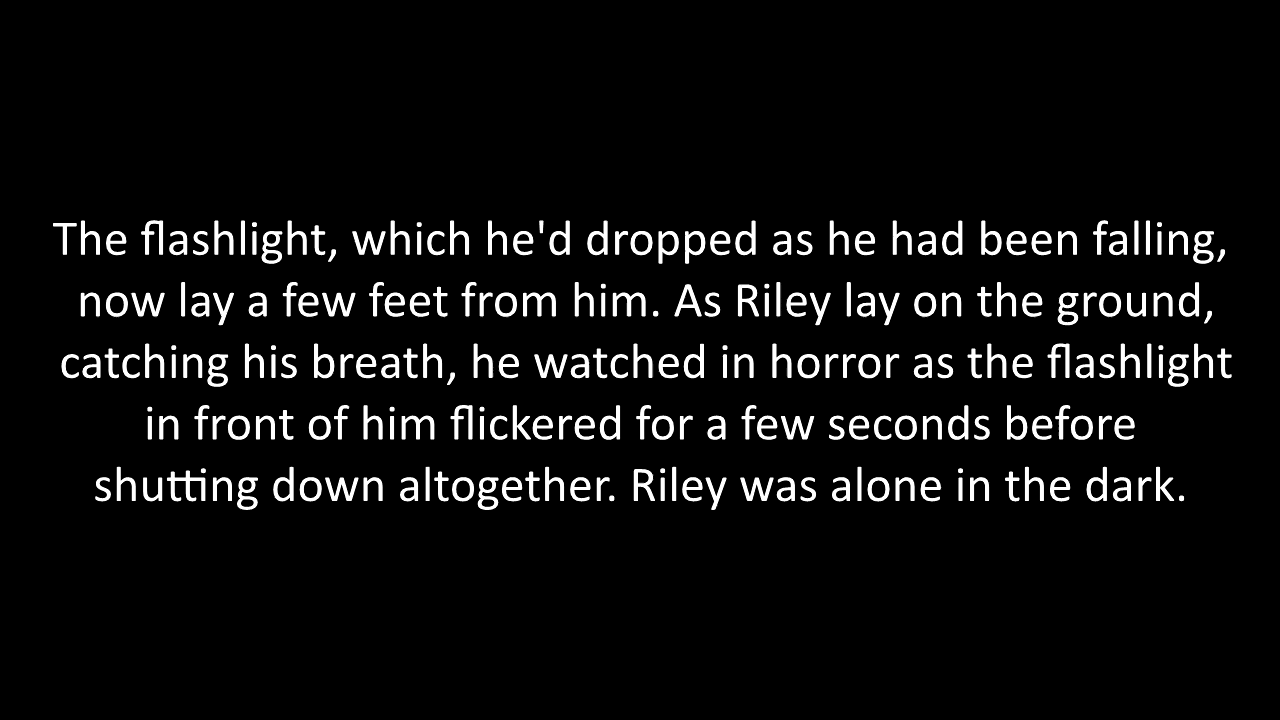 The flashlight, which he'd dropped as he had been falling,
now lay a few feet from him. As Riley lay on the ground,
catching his breath, he watched in horror as the flashlight
in front of him flickered for a few seconds before
shutting down altogether. Riley was alone in the dark.